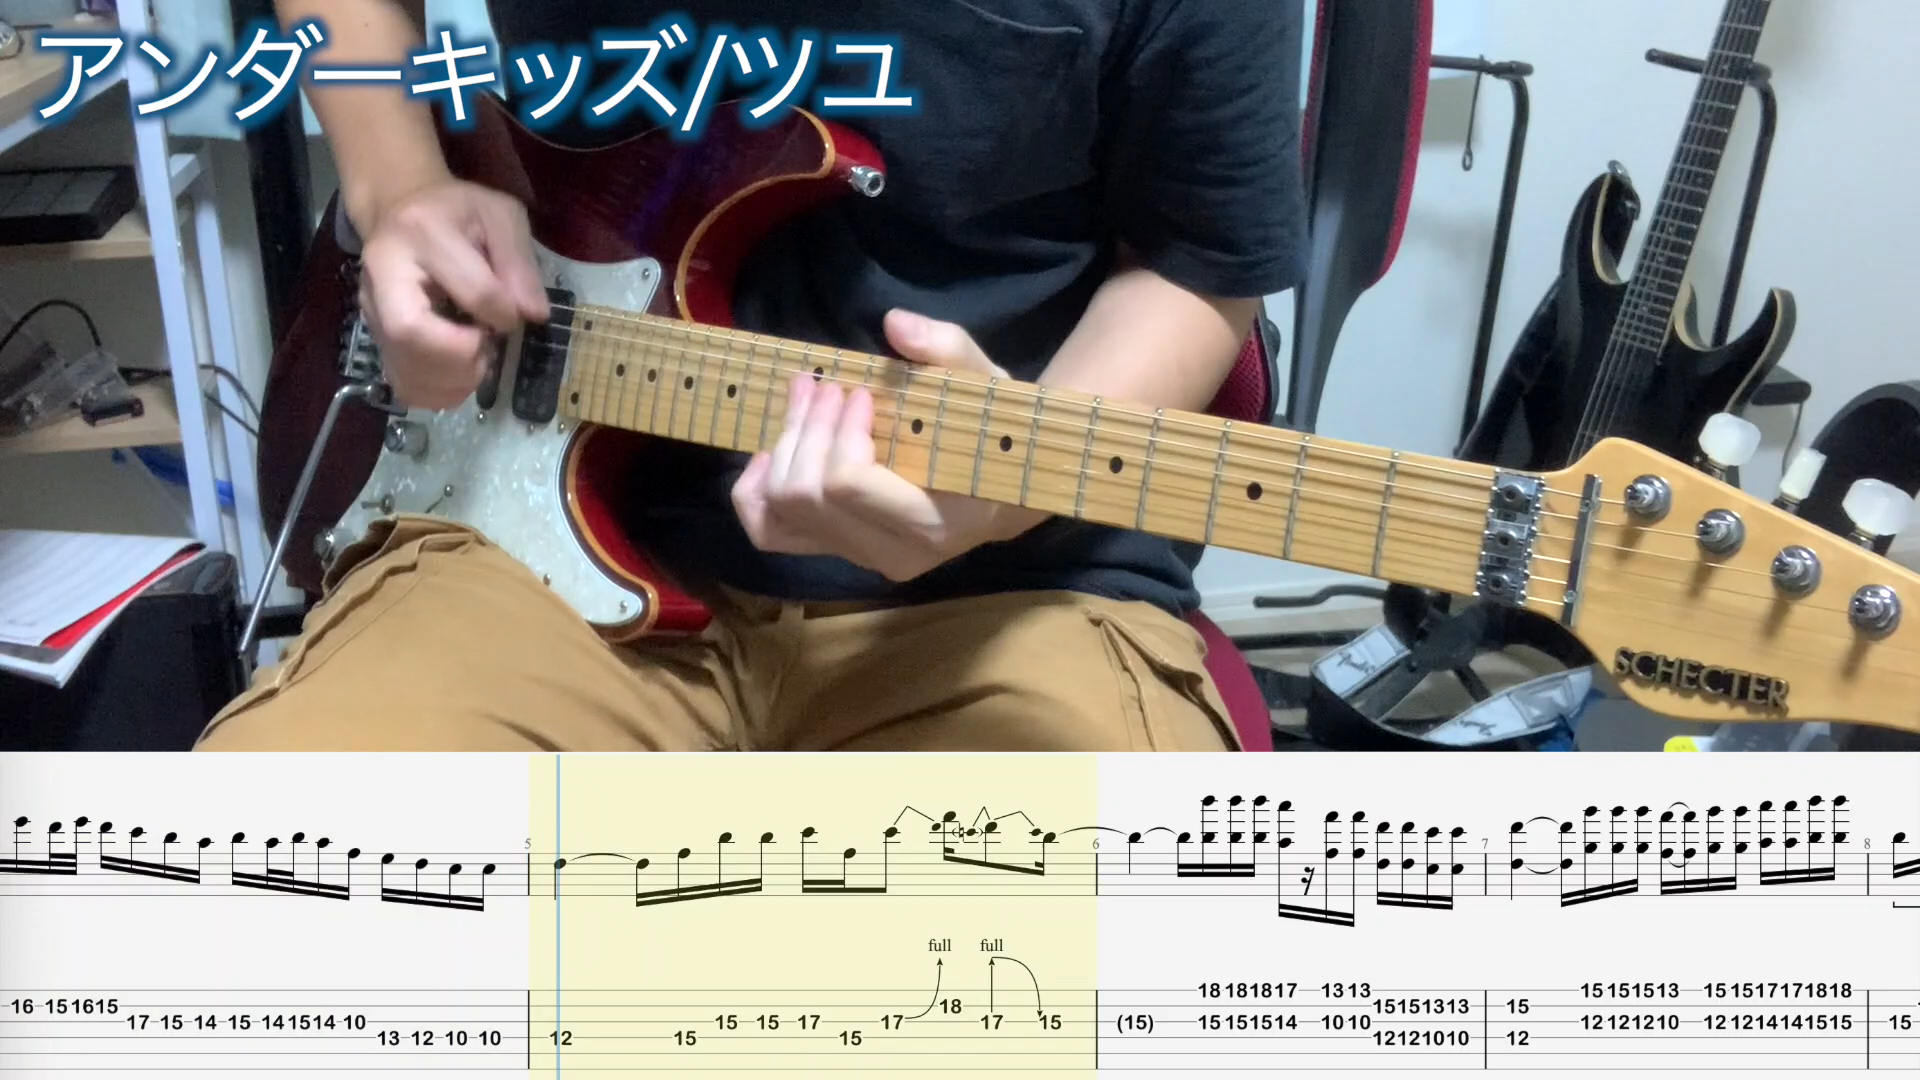 アンダーキッズ/ツユ
SCHECTER
5 6 7 8
full full
18 18 18 17 13 13 15 15 15 13 15 15 17 17 18 18
16 15 16 15 18 15 15 13 13 15
17 15 14 15 14 15 14 10 15 15 17 17 17 15 (15) 15 15 15 14 10 10 12 12 12 10 12 12 14 14 15 15 15
13 12 10 10 12 15 15 12 12 10 10 12